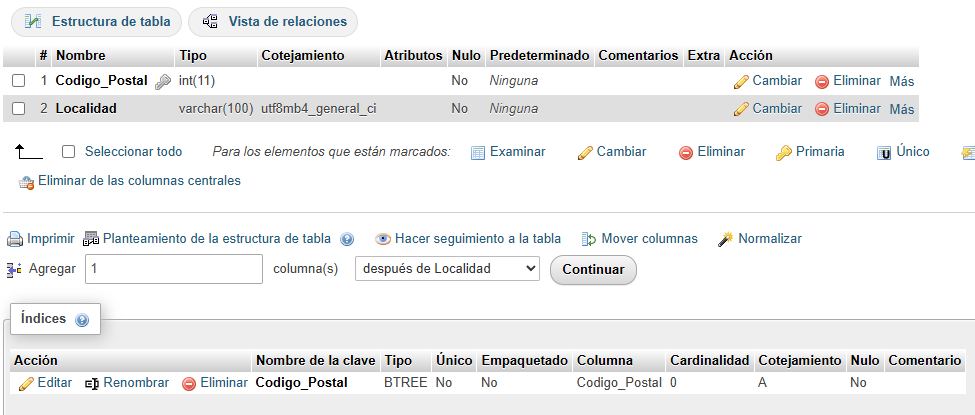 Estructura de tabla Vista de relaciones
# Nombre Tipo Cotejamiento Atributos Nulo Predeterminado Comentarios Extra Acción
1 Codigo_Postal int(11) No Ninguna Cambiar Eliminar Más
2 Localidad varchar(100) utf8mb4_general_ci No Ninguna Cambiar Eliminar Más
Seleccionar todo Para los elementos que están marcados: Examinar Cambiar Eliminar Primaria Único
Eliminar de las columnas centrales
Imprimir Planteamiento de la estructura de tabla Hacer seguimiento a la tabla Mover columnas Normalizar
Agregar 1 columna(s) después de Localidad Continuar
Índices
Acción Nombre de la clave Tipo Único Empaquetado Columna Cardinalidad Cotejamiento Nulo Comentario
Editar Renombrar Eliminar Codigo_Postal BTREE No No Codigo_Postal 0 A No